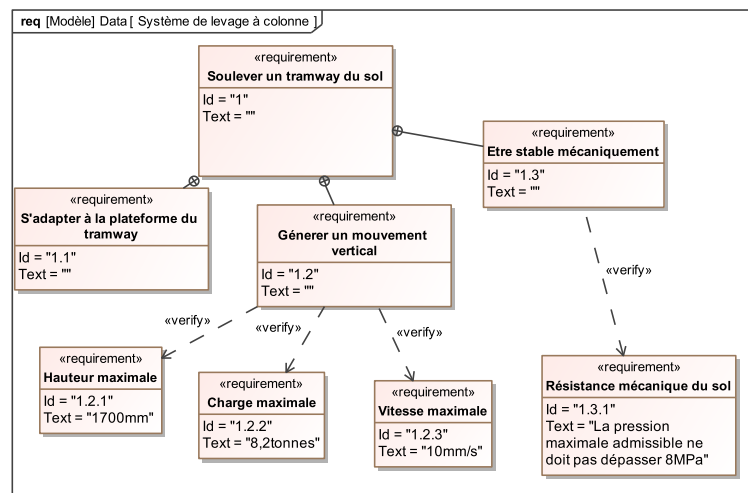 req [Modèle] Data [ Système de levage à colonne ]
«requirement»
Soulever un tramway du sol
Id = "1"
Text = ""
«requirement»
Etre stable mécaniquement
Id = "1.3"
Text = ""
«requirement»
S'adapter à la plateforme du
tramway
Id = "1.1"
Text = ""
«requirement»
Génerer un mouvement
vertical
Id = "1.2"
Text = ""
«verify»
«verify»
«verify»
«verify»
«requirement»
Hauteur maximale
Id = "1.2.1"
Text = "1700mm"
«requirement»
Charge maximale
Id = "1.2.2"
Text = "8,2tonnes"
«requirement»
Vitesse maximale
Id = "1.2.3"
Text = "10mm/s"
«requirement»
Résistance mécanique du sol
Id = "1.3.1"
Text = "La pression
maximale admissible ne
doit pas dépasser 8MPa"